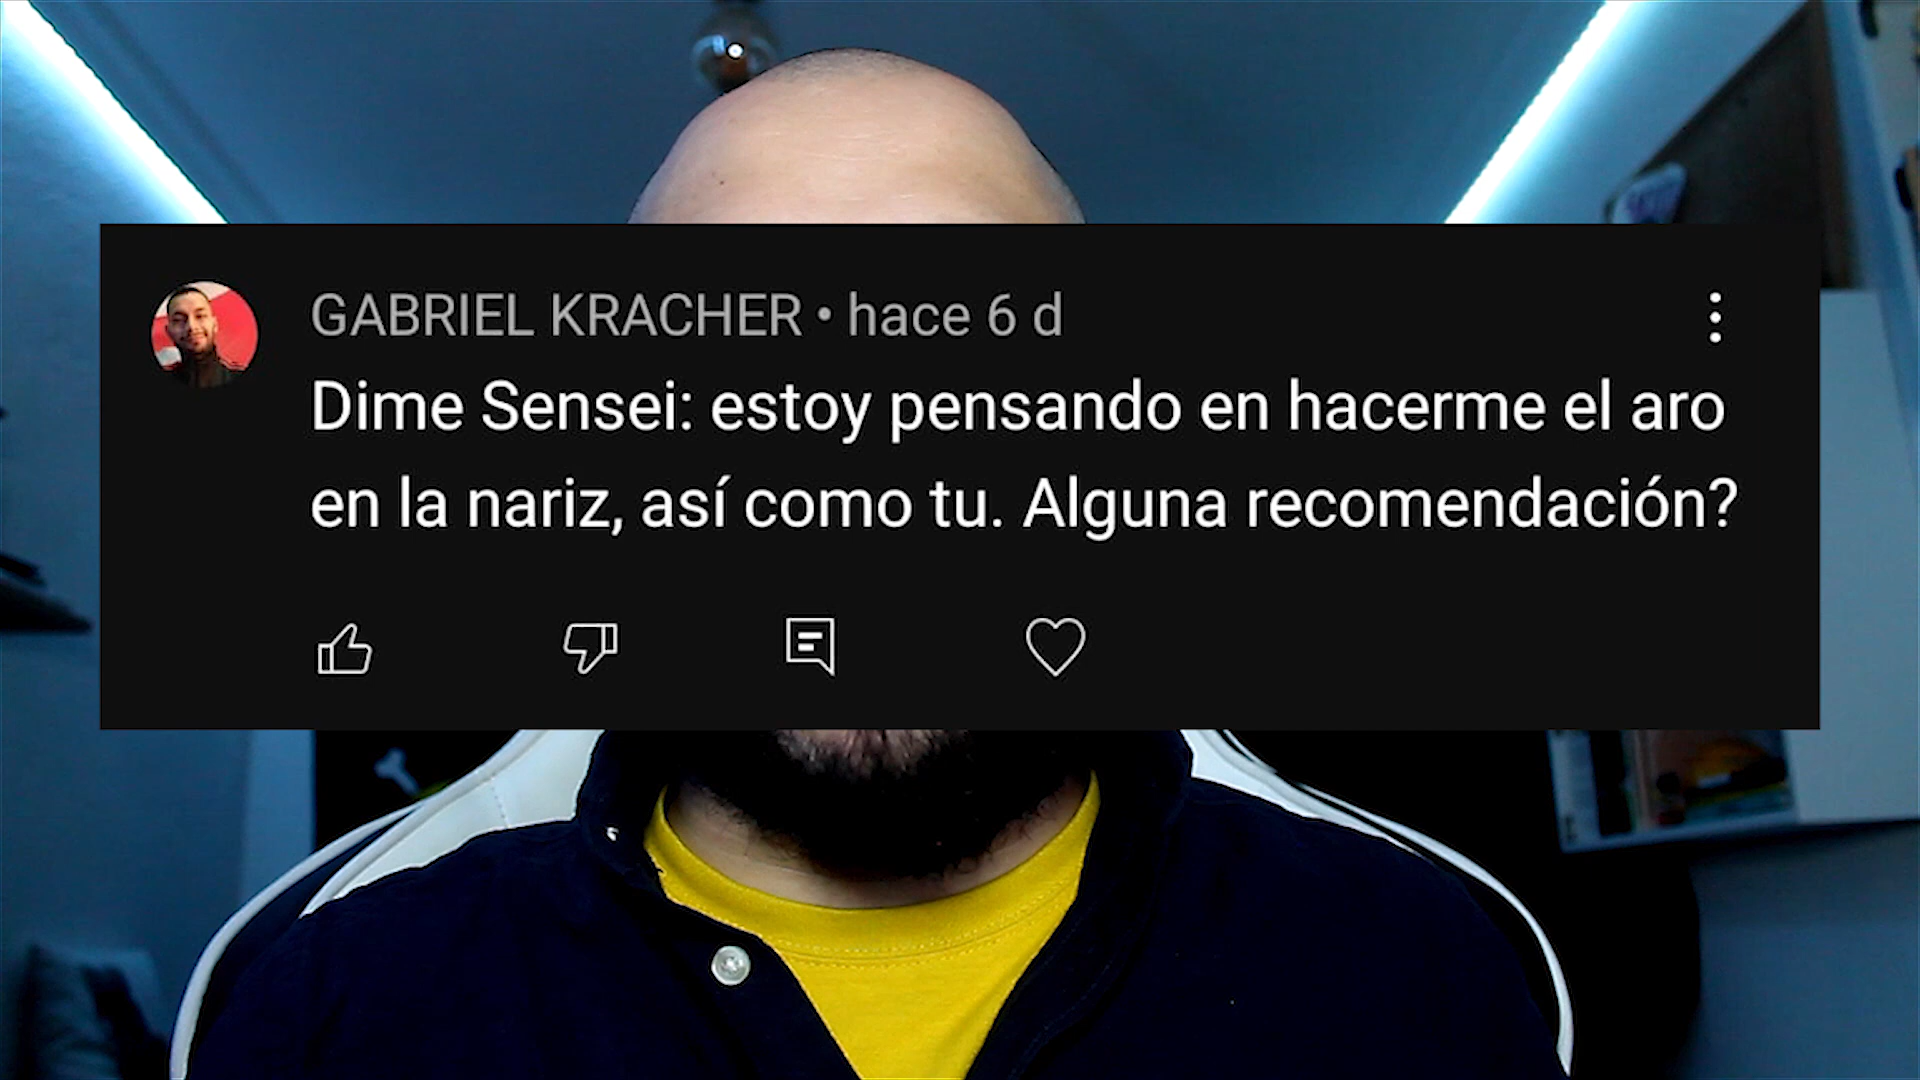 GABRIEL KRACHER • hace 6 d
Dime Sensei: estoy pensando en hacerme el aro
en la nariz, así como tu. Alguna recomendación?